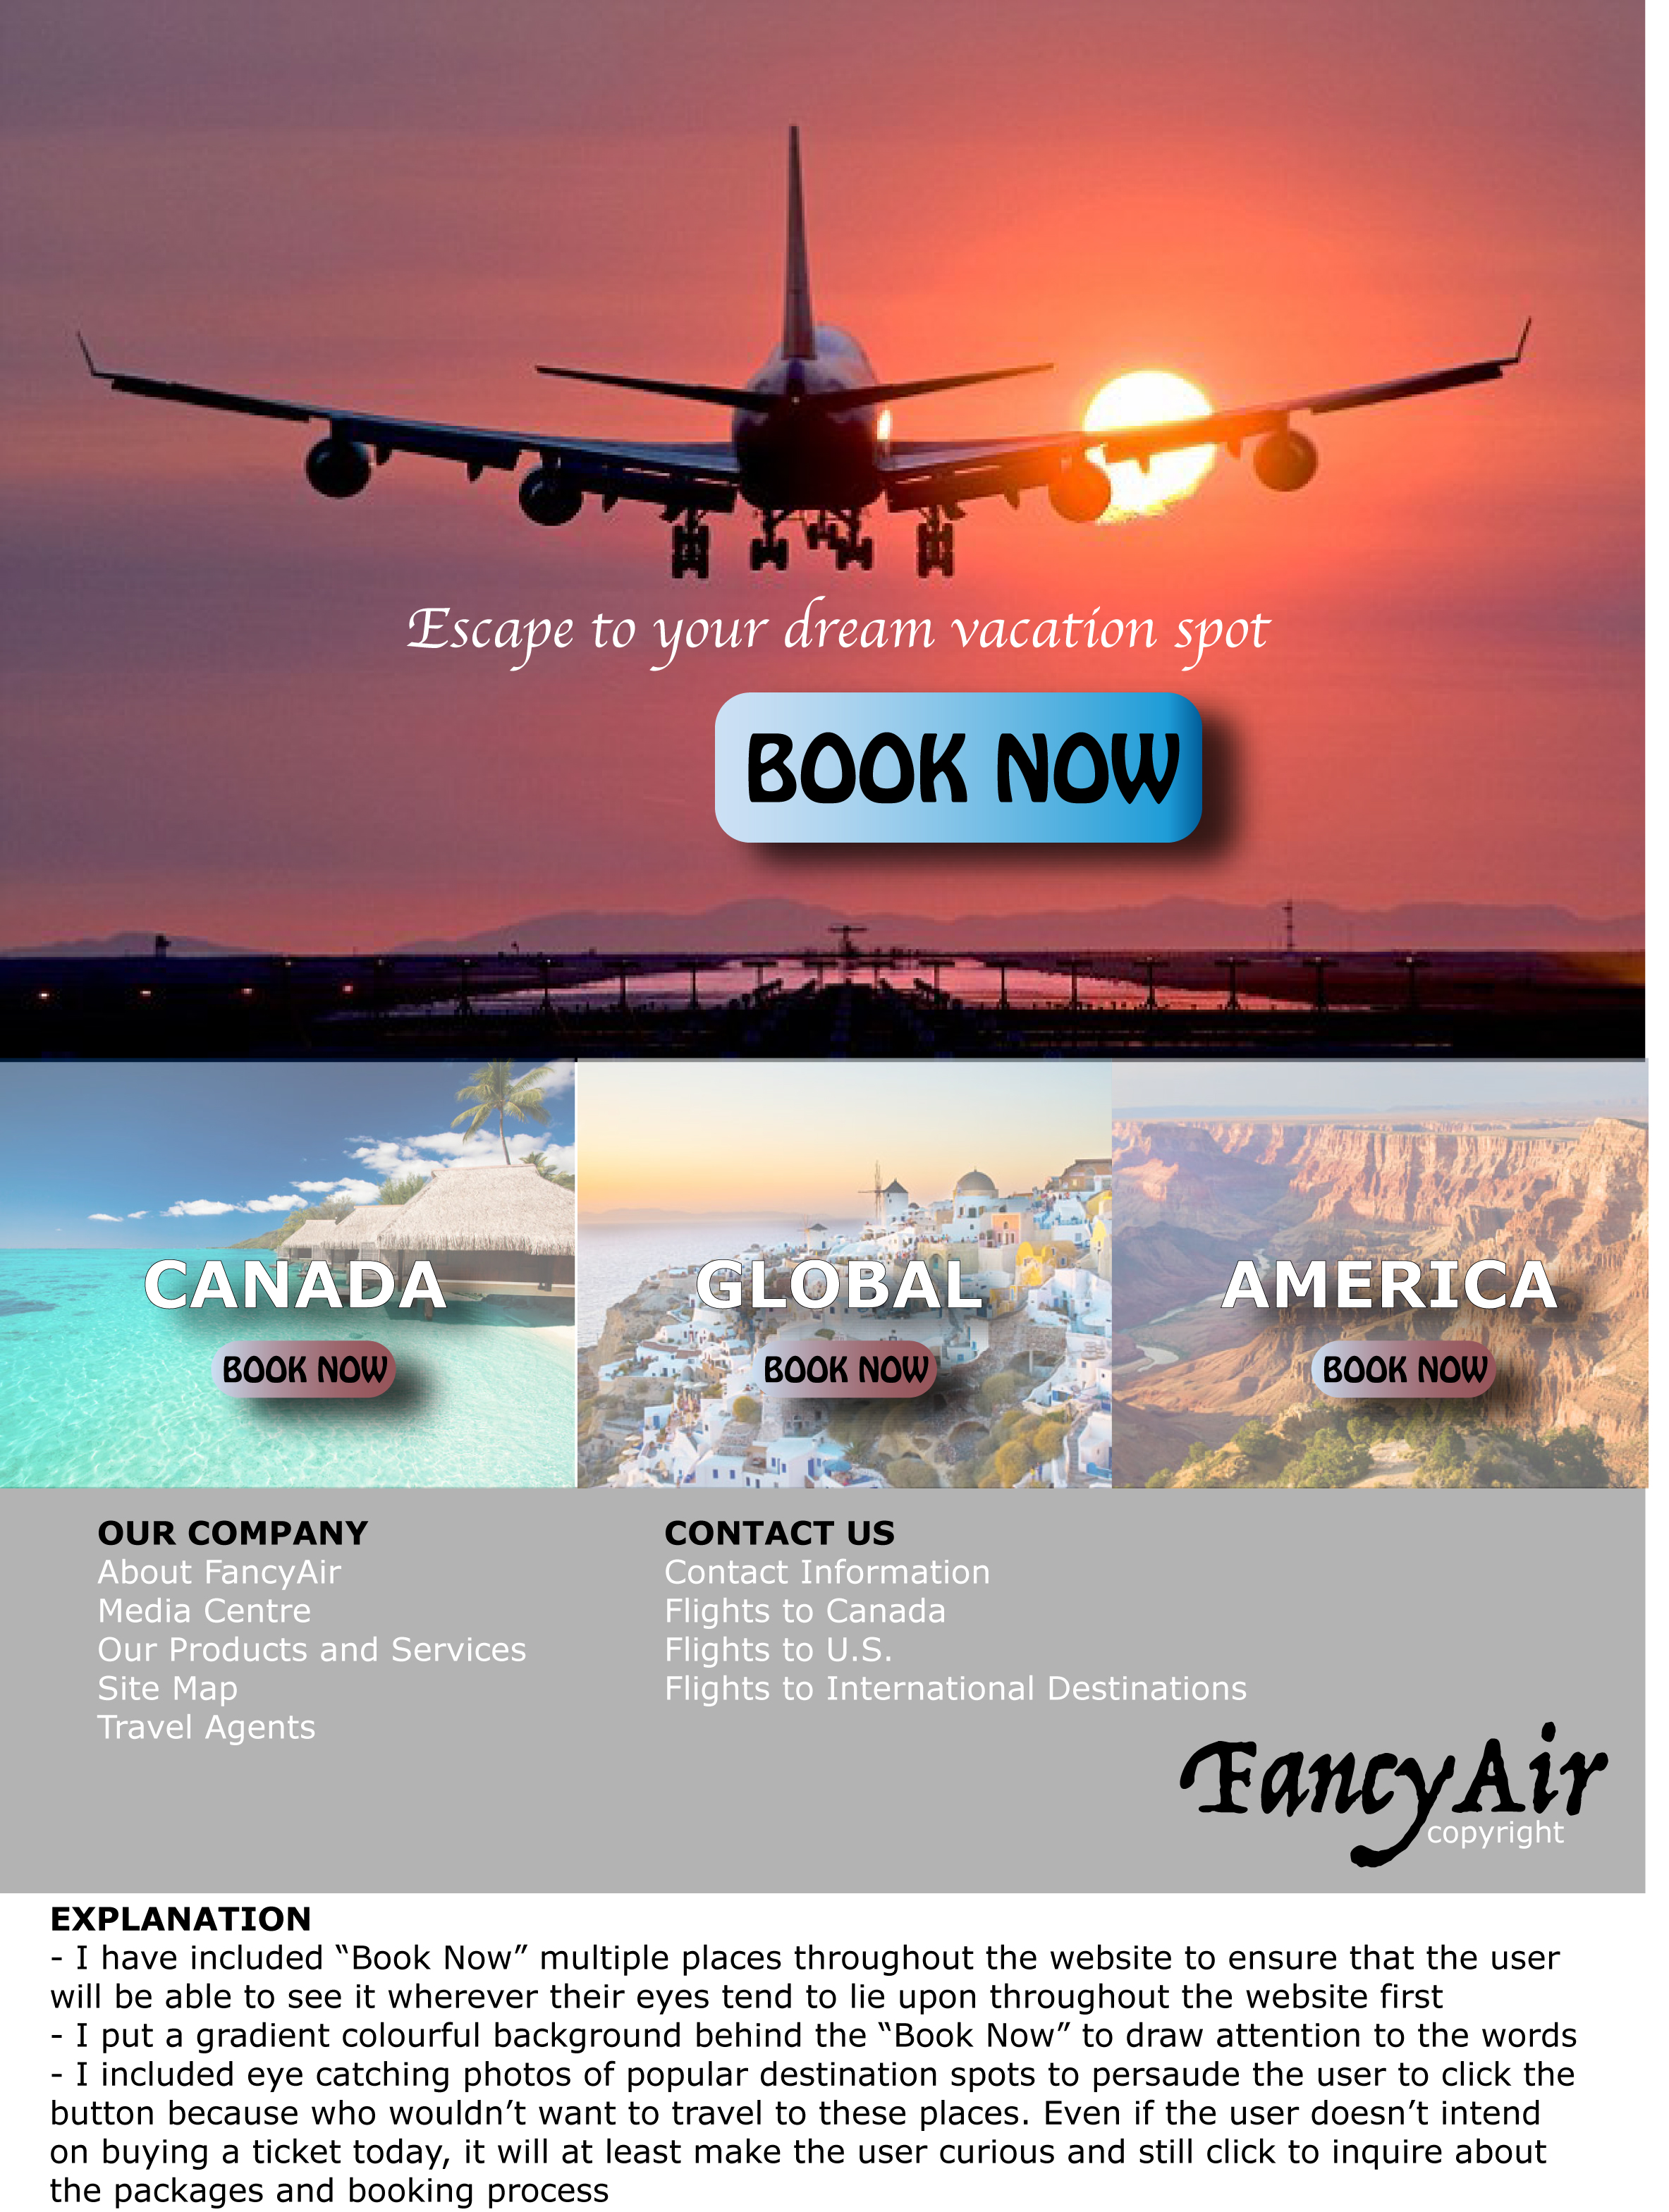 Escape to your dream vacation spot
BOOK NOW
CANADA
BOOK NOW
GLOBAL
BOOK NOW
AMERICA
BOOK NOW
OUR COMPANY
About FancyAir
Media Centre
Our Products and Services
Site Map
Travel Agents
CONTACT US
Contact Information
Flights to Canada
Flights to U.S.
Flights to International Destinations
FancyAir
copyright
EXPLANATION
- I have included “Book Now” multiple places throughout the website to ensure that the user
will be able to see it wherever their eyes tend to lie upon throughout the website first
- I put a gradient colourful background behind the “Book Now” to draw attention to the words
- I included eye catching photos of popular destination spots to persaude the user to click the
button because who wouldn’t want to travel to these places. Even if the user doesn’t intend
on buying a ticket today, it will at least make the user curious and still click to inquire about
the packages and booking process